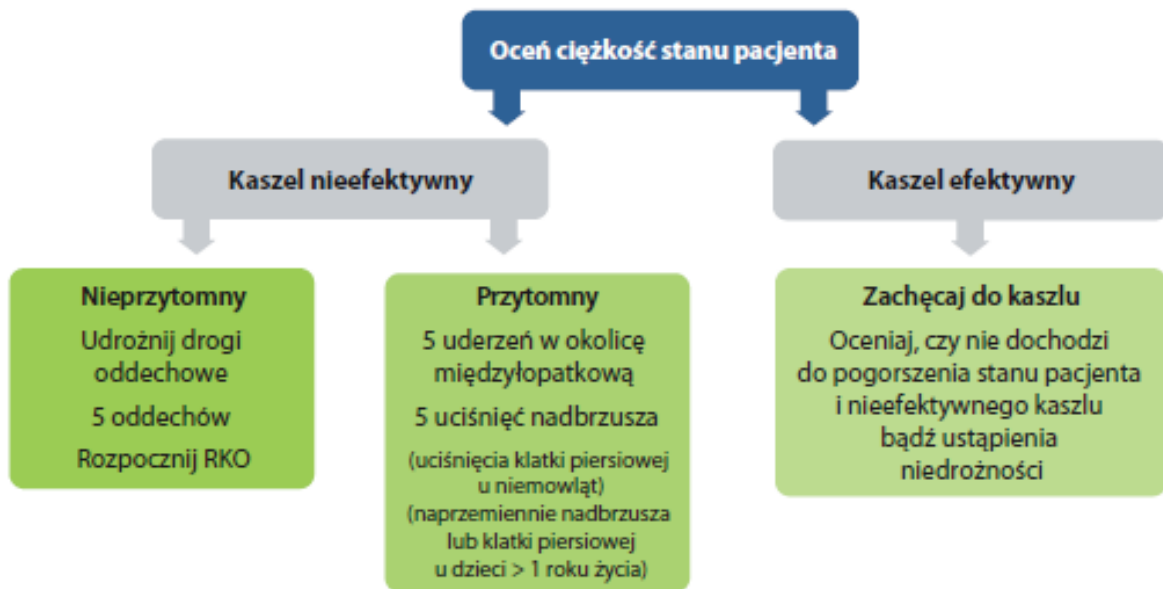 Oceń ciężkość stanu pacjenta
Kaszel nieefektywny
Kaszel efektywny
Nieprzytomny
Udrożnij drogi
oddechowe
5 oddechów
Rozpocznij RKO
Przytomny
5 uderzeń w okolicę
międzyłopatkową
5 uciśnięć nadbrzusza
(uciśnięcia klatki piersiowej
u niemowląt)
(naprzemiennie nadbrzusza
lub klatki piersiowej
u dzieci > 1 roku życia)
Zachęcaj do kaszlu
Oceniaj, czy nie dochodzi
do pogorszenia stanu pacjenta
i nieefektywnego kaszlu
bądź ustąpienia
niedrożności